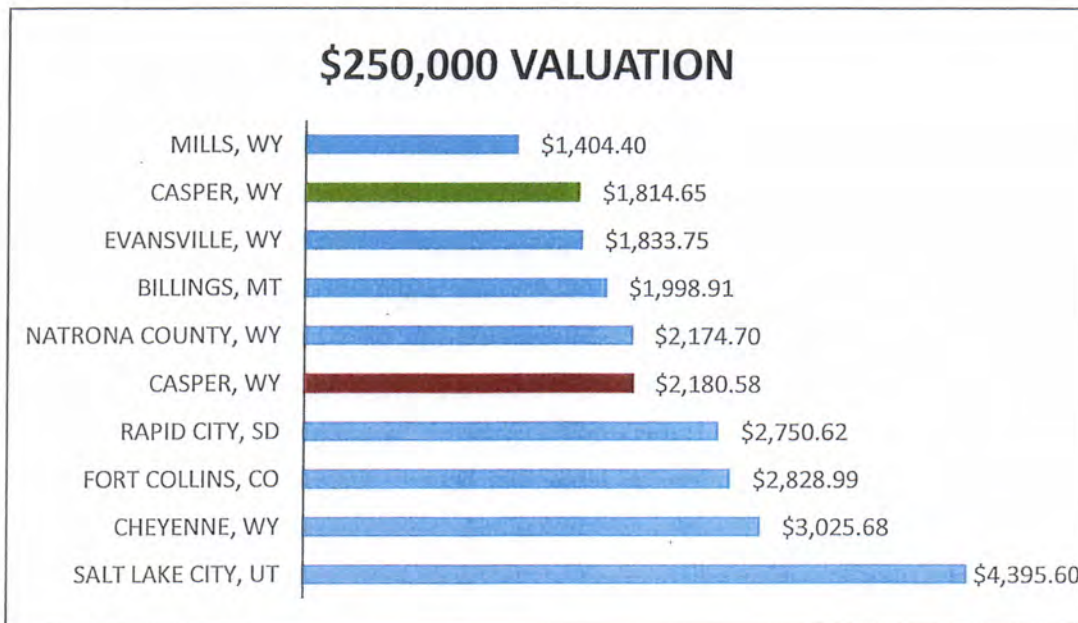 $250,000 VALUATION
MILLS, WY $1,404.40
CASPER, WY $1,814.65
EVANSVILLE, WY $1,833.75
BILLINGS, MT $1,998.91
NATRONA COUNTY, WY $2,174.70
CASPER, WY $2,180.58
RAPID CITY, SD $2,750.62
FORT COLLINS, CO $2,828.99
CHEYENNE, WY $3,025.68
SALT LAKE CITY, UT $4,395.60